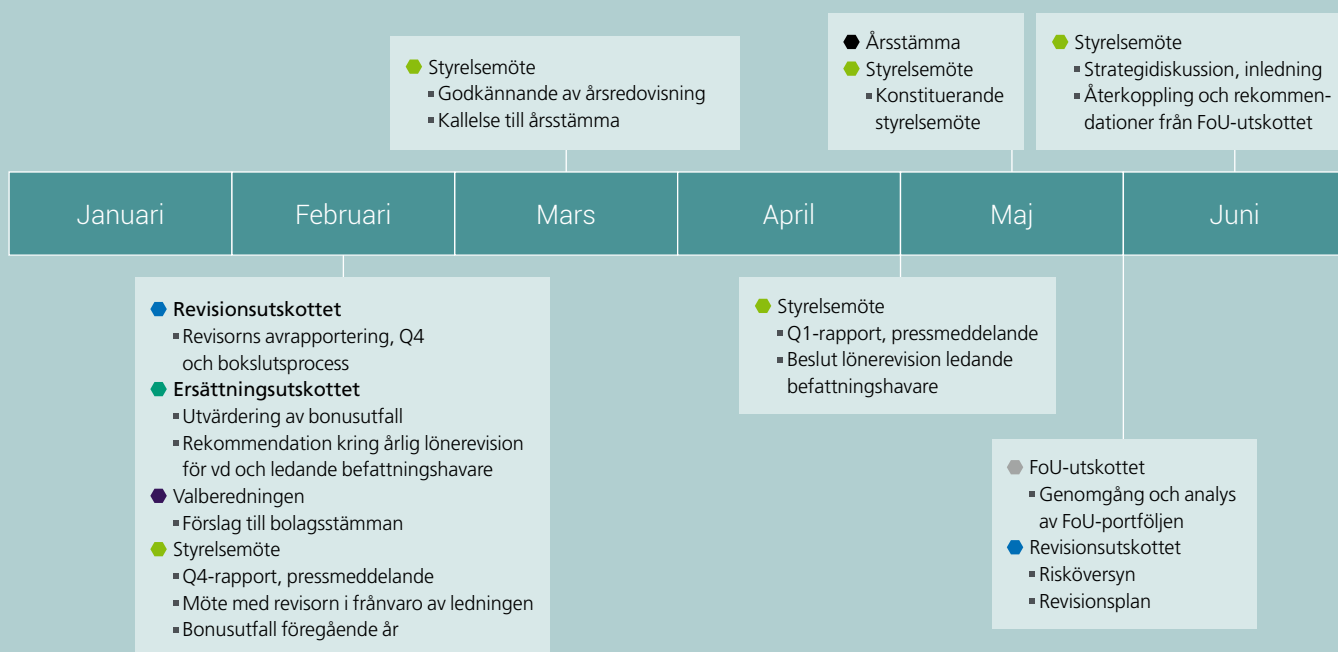 Styrelsemöte
Godkännande av årsredovisning
Kallelse till årsstämma
Årsstämma
Styrelsemöte
Konstituerande
styrelsemöte
Styrelsemöte
Strategidiskussion, inledning
Återkoppling och rekommen-
dationer från FoU-utskottet
Januari
Februari
Mars
April
Maj
Juni
Revisionsutskottet
Revisorns avrapportering, Q4
och bokslutsprocess
Ersättningsutskottet
Utvärdering av bonusutfall
Rekommendation kring årlig lönerevision
för vd och ledande befattningshavare
Valberedningen
Förslag till bolagsstämman
Styrelsemöte
Q4-rapport, pressmeddelande
Möte med revisorn i frånvaro av ledningen
Bonusutfall föregående år
Styrelsemöte
Q1-rapport, pressmeddelande
Beslut lönerevision ledande
befattningshavare
FoU-utskottet
Genomgång och analys
av FoU-portföljen
Revisionsutskottet
Risköversyn
Revisionsplan